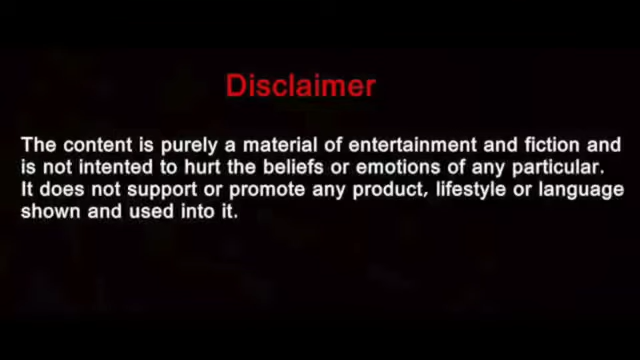 Disclaimer
The content is purely a material of entertainment and fiction and
is not intented to hurt the beliefs or emotions of any particular.
It does not support or promote any product, lifestyle or language
shown and used into it.